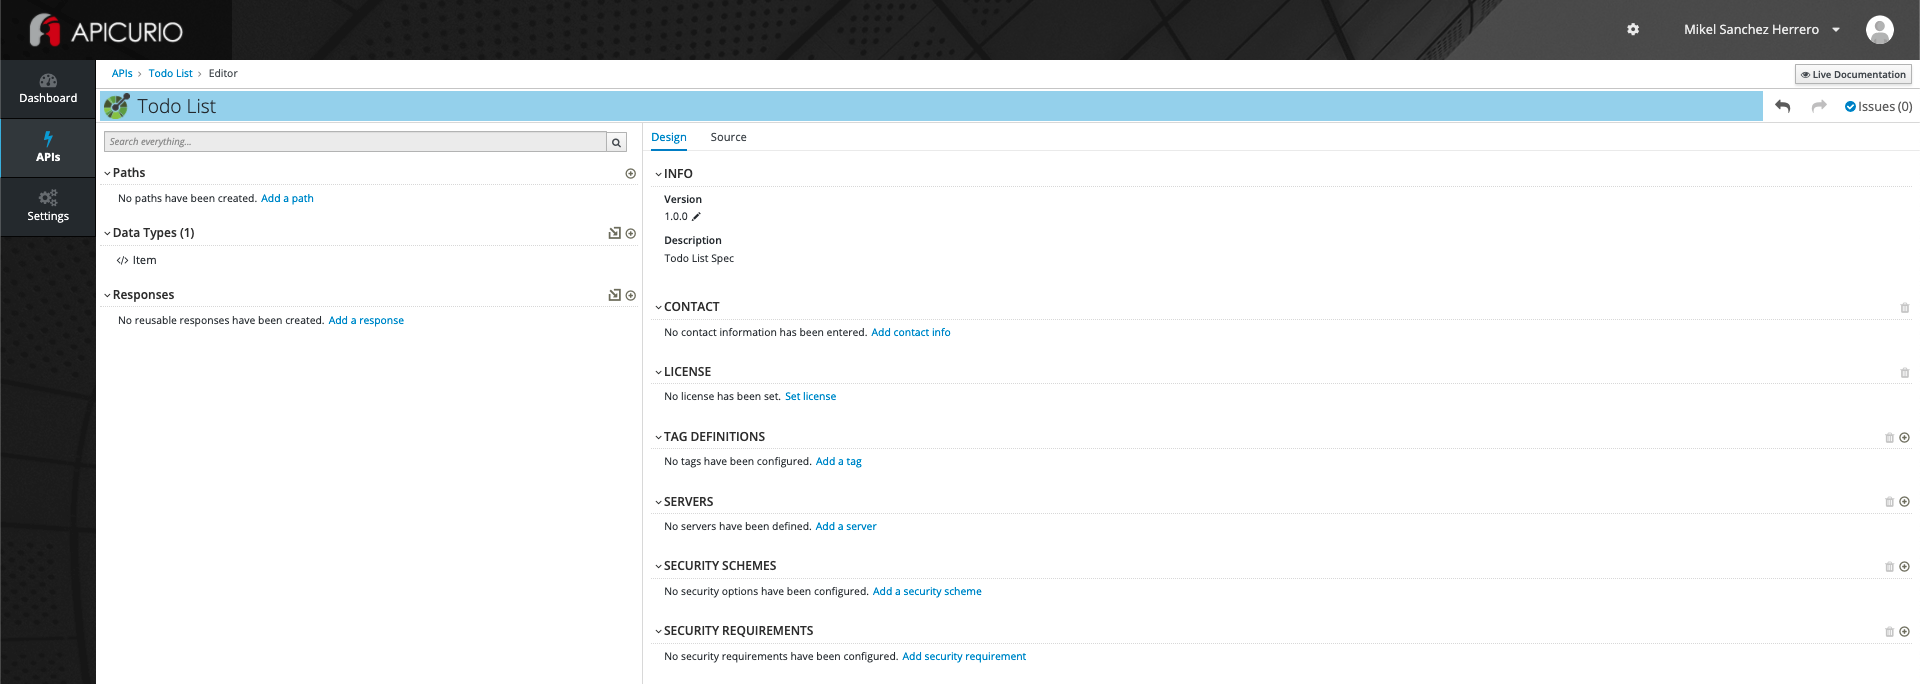 APICURIO
Mikel Sanchez Herrero
Dashboard
APIs
Settings
APIs › Todo List › Editor
Live Documentation
Todo List
Issues (0)
Search everything...
Paths
No paths have been created. Add a path
Data Types (1)
</> Item
Responses
No reusable responses have been created. Add a response
Design Source
INFO
Version
1.0.0
Description
Todo List Spec
CONTACT
No contact information has been entered. Add contact info
LICENSE
No license has been set. Set license
TAG DEFINITIONS
No tags have been configured. Add a tag
SERVERS
No servers have been defined. Add a server
SECURITY SCHEMES
No security options have been configured. Add a security scheme
SECURITY REQUIREMENTS
No security requirements have been configured. Add security requirement